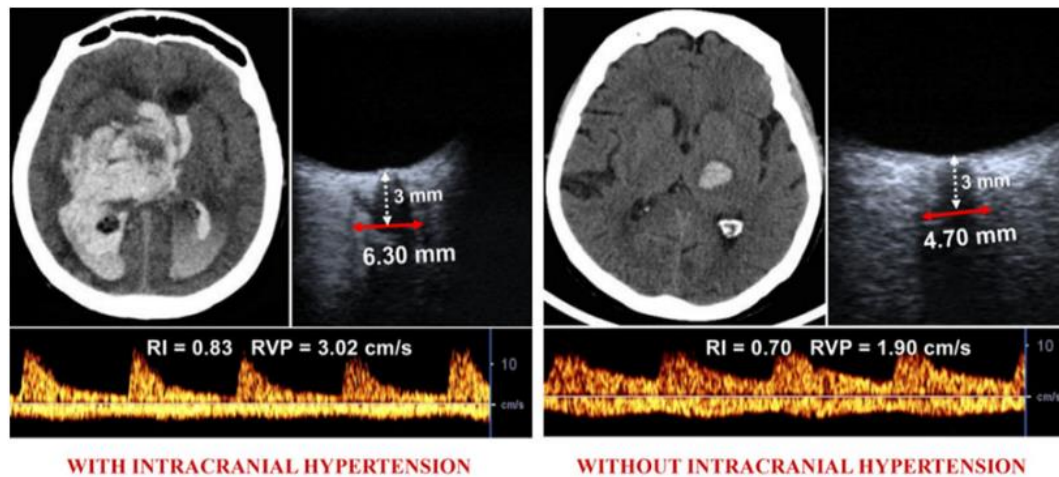 3 mm
6.30 mm
3 mm
4.70 mm
RI = 0.83 RVP = 3.02 cm/s
10
cm/s
RI = 0.70 RVP = 1.90 cm/s
10
cm/s
WITH INTRACRANIAL HYPERTENSION
WITHOUT INTRACRANIAL HYPERTENSION